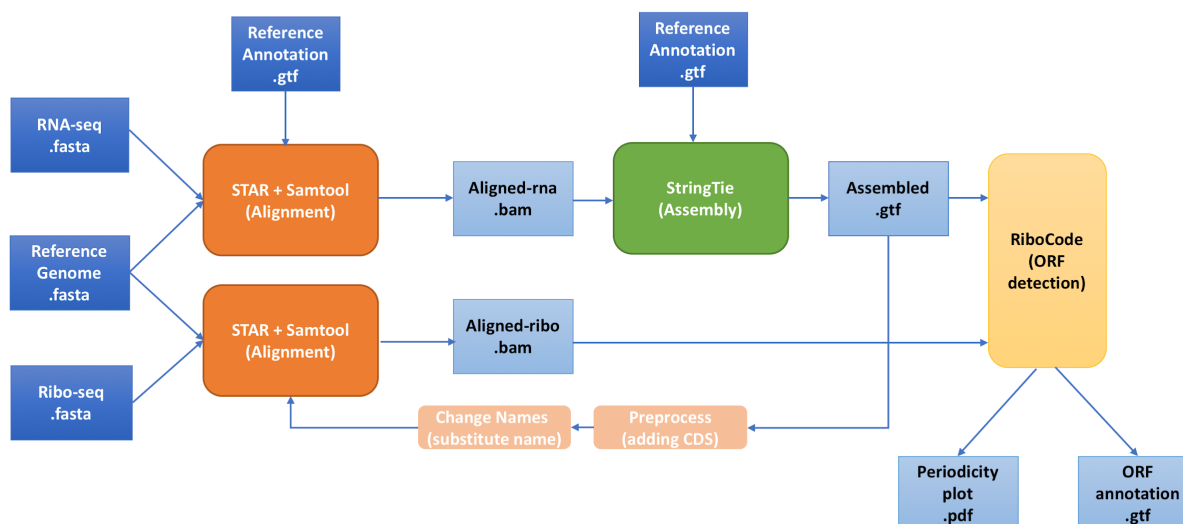 Reference
Annotation
.gtf
Reference
Annotation
.gtf
RNA-seq
.fasta
STAR + Samtool
(Alignment)
Aligned-rna
.bam
StringTie
(Assembly)
Assembled
.gtf
RiboCode
(ORF
detection)
Reference
Genome
.fasta
STAR + Samtool
(Alignment)
Aligned-ribo
.bam
Ribo-seq
.fasta
Change Names
(substitute name)
Preprocess
(adding CDS)
Periodicity
plot
.pdf
ORF
annotation
.gtf